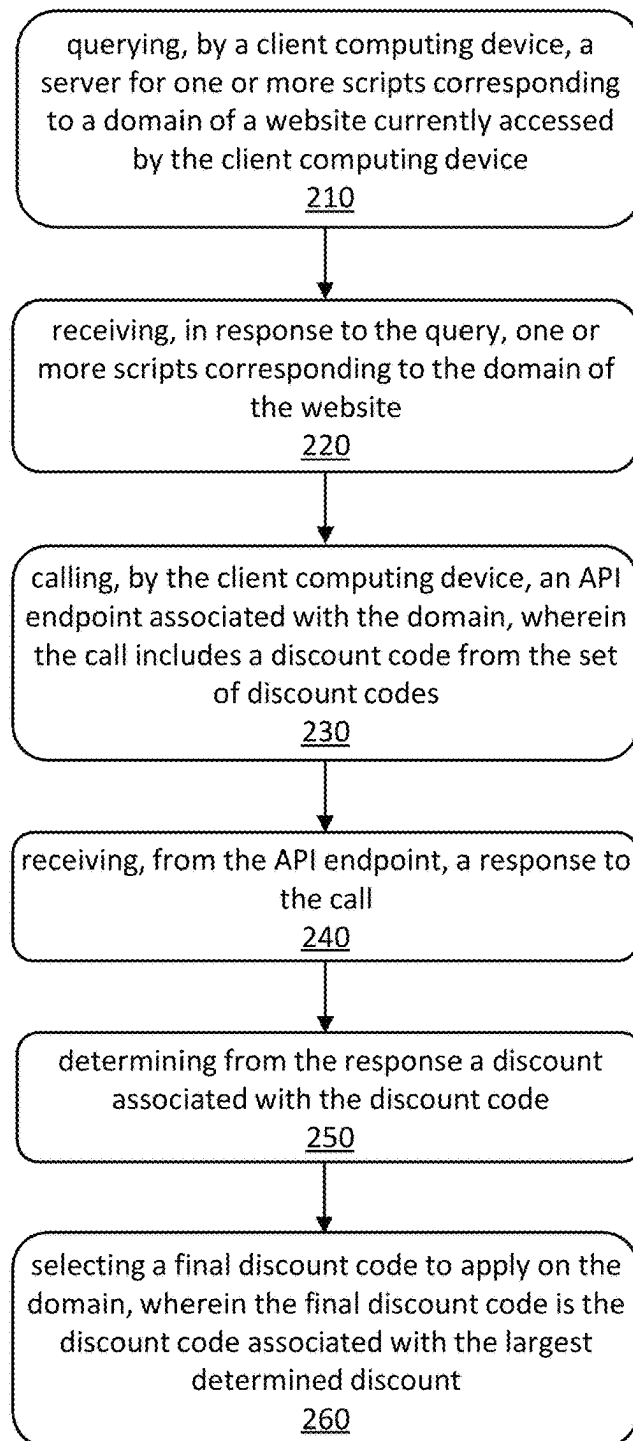 querying, by a client computing device, a
server for one or more scripts corresponding
to a domain of a website currently accessed
by the client computing device
210
receiving, in response to the query, one or
more scripts corresponding to the domain of
the website
220
calling, by the client computing device, an API
endpoint associated with the domain, wherein
the call includes a discount code from the set
of discount codes
230
receiving, from the API endpoint, a response to
the call
240
determining from the response a discount
associated with the discount code
250
selecting a final discount code to apply on the
domain, wherein the final discount code is the
discount code associated with the largest
determined discount
260